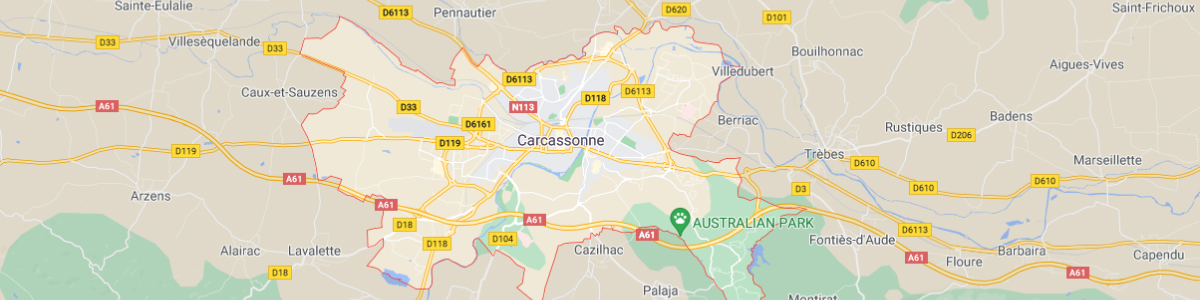 Sainte-Eulalie
D6113
Pennautier
D620
D101
Saint-Frichoux
D33
Villesèquelande
D33
Bouilhonnac
Villedubert
Aigues-Vives
D6113
D6113
Caux-et-Sauzens
A61
D33
N113
D118
Berriac
Badens
D6161
Rustiques
D206
D119
D119
Carcassonne
Trèbes
D610
Marseillette
A61
D610
D610
D3
Arzens
A61
D18
A61
AUSTRALIAN PARK
D118
D104
A61
D6113
Alairac
Lavalette
Cazilhac
Fontiès-d'Aude
A61
Floure
Barbaira
Capendu
D18
A61
Palaja
Montirat